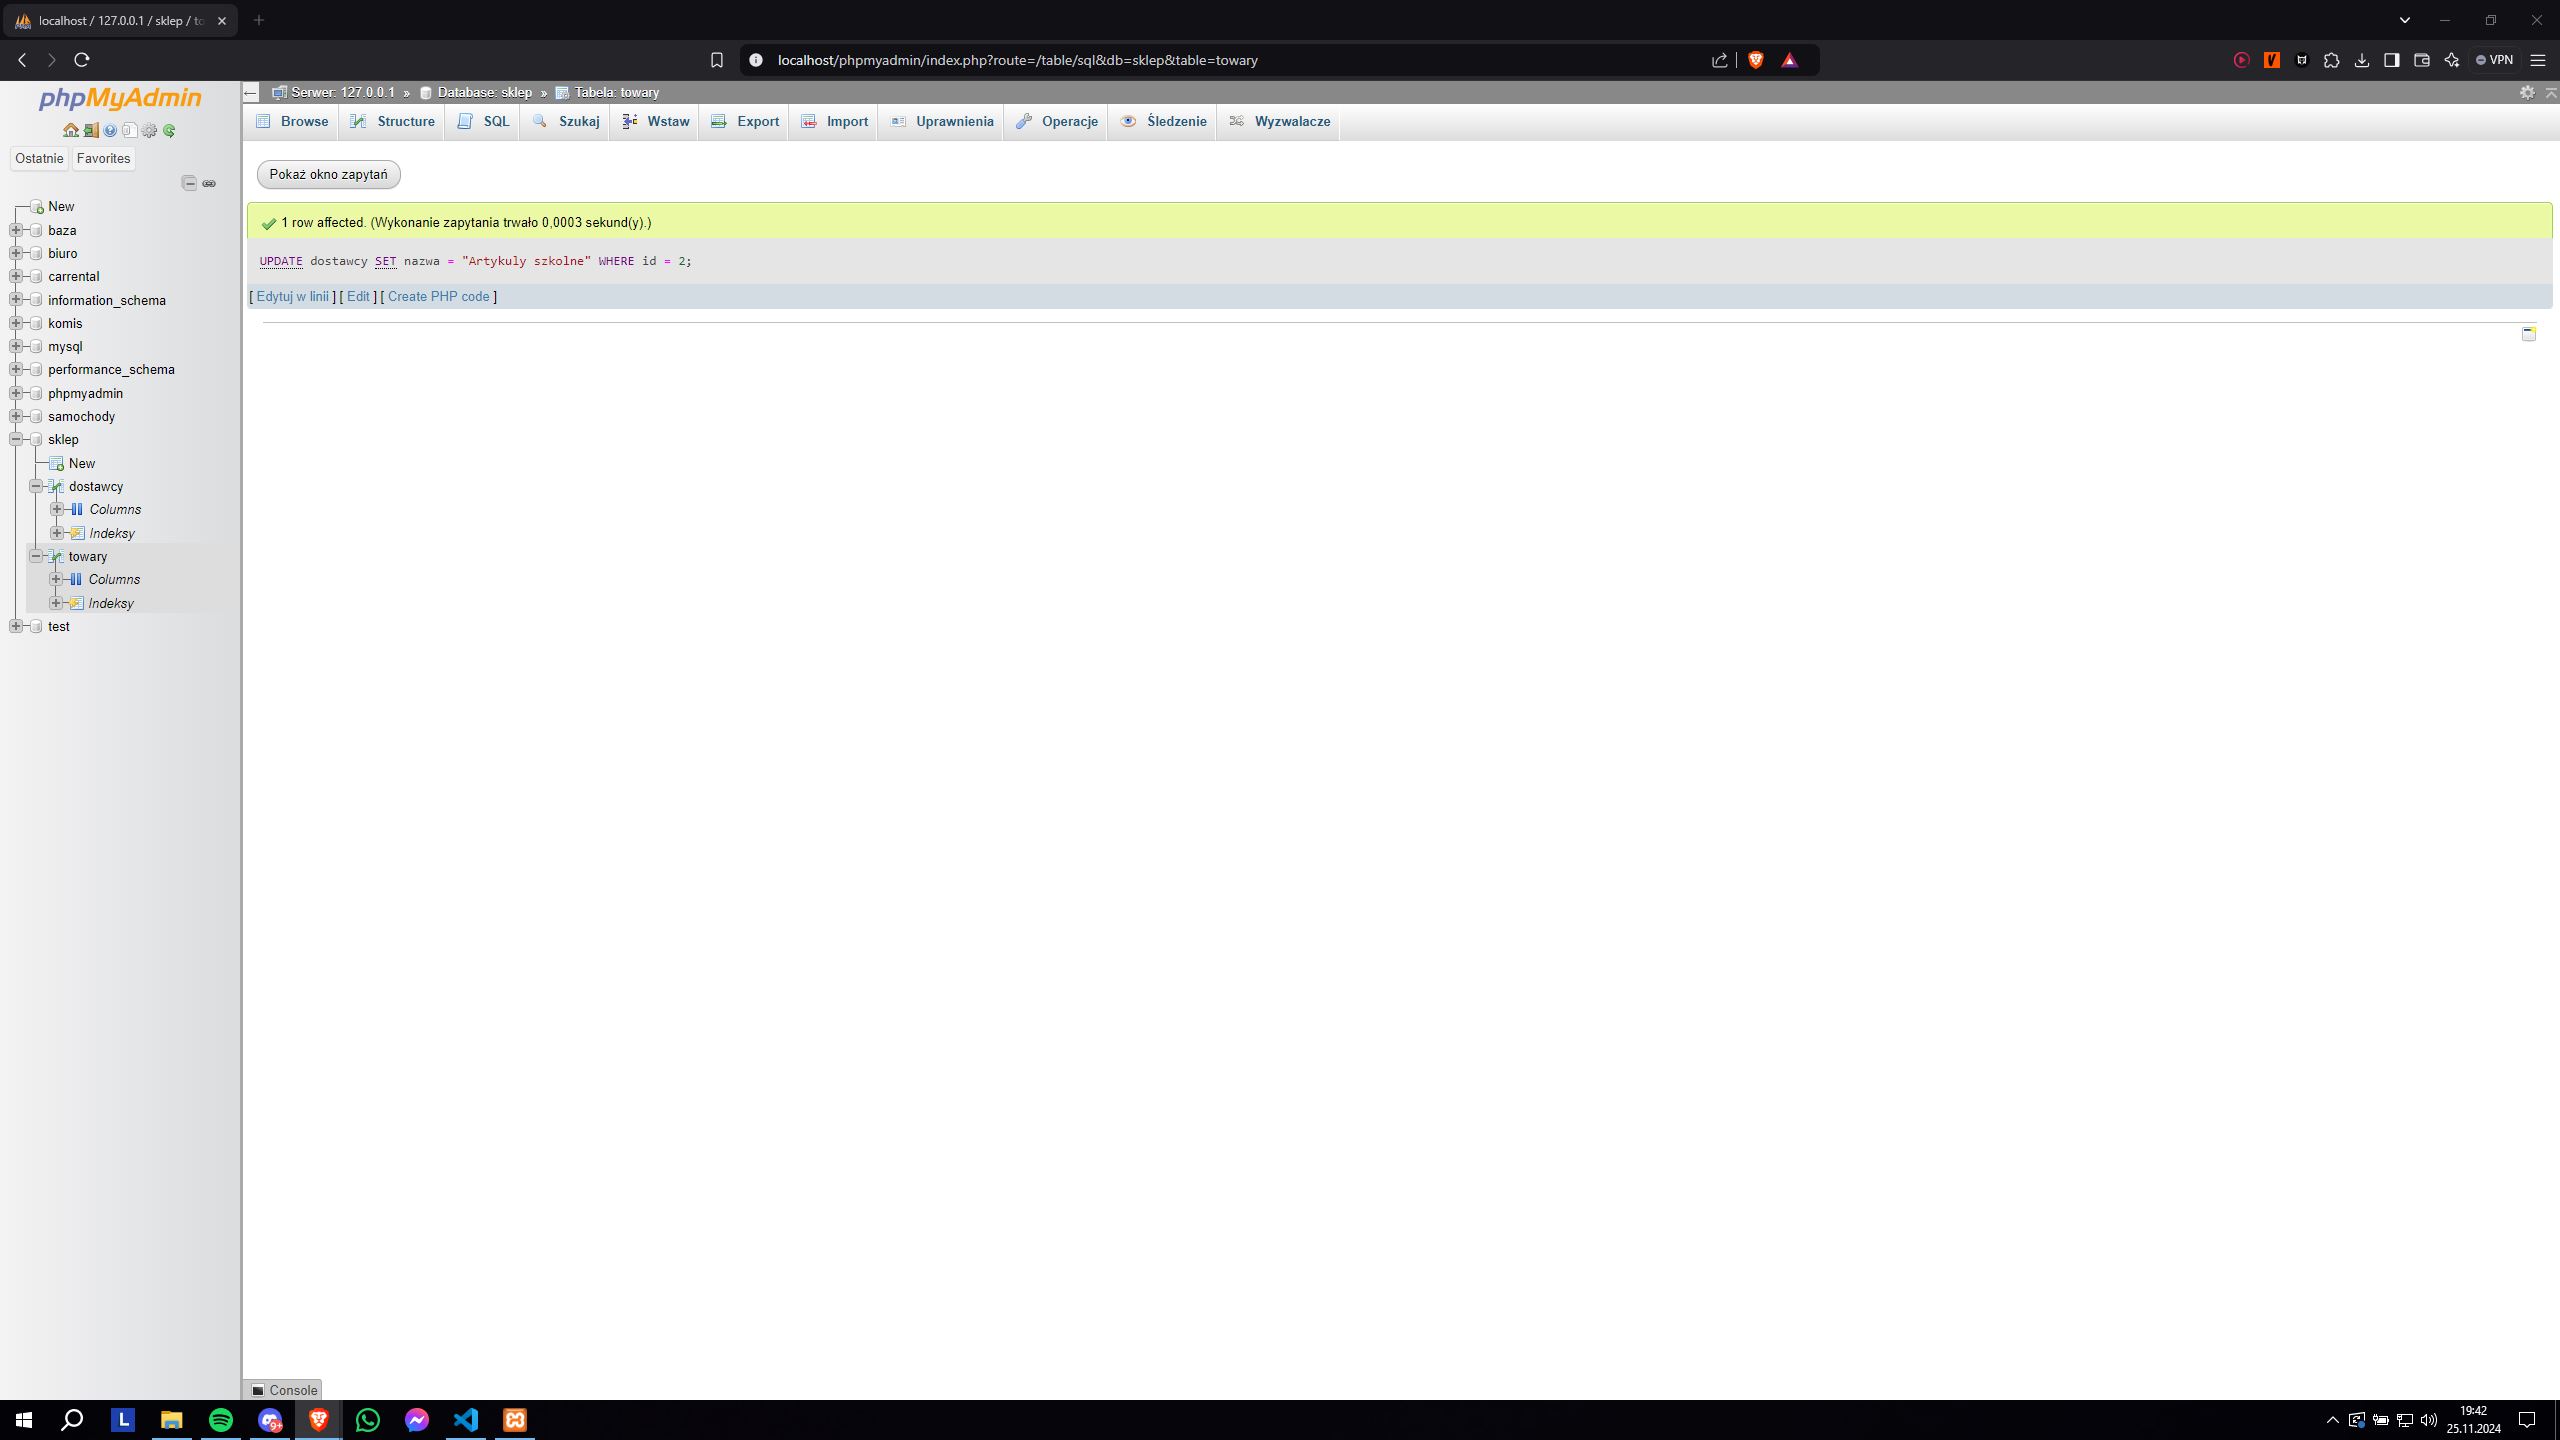 localhost / 127.0.0.1 / sklep / to
localhost/phpmyadmin/index.php?route=/table/sql&db=sklep&table=towary
VPN
phpMyAdmin
Ostatnie Favorites
New
baza
biuro
carrental
information_schema
komis
mysql
performance_schema
phpmyadmin
samochody
sklep
New
dostawcy
Columns
Indeksy
towary
Columns
Indeksy
test
Serwer: 127.0.0.1 » Database: sklep » Tabela: towary
Browse Structure SQL Szukaj Wstaw Export Import Uprawnienia Operacje Śledzenie Wyzwalacze
Pokaż okno zapytań
1 row affected. (Wykonanie zapytania trwało 0,0003 sekund(y).)
UPDATE dostawcy SET nazwa = "Artykuly szkolne" WHERE id = 2;
[ Edytuj w linii ] [ Edit ] [ Create PHP code ]
Console
L
9+
19:42
25.11.2024